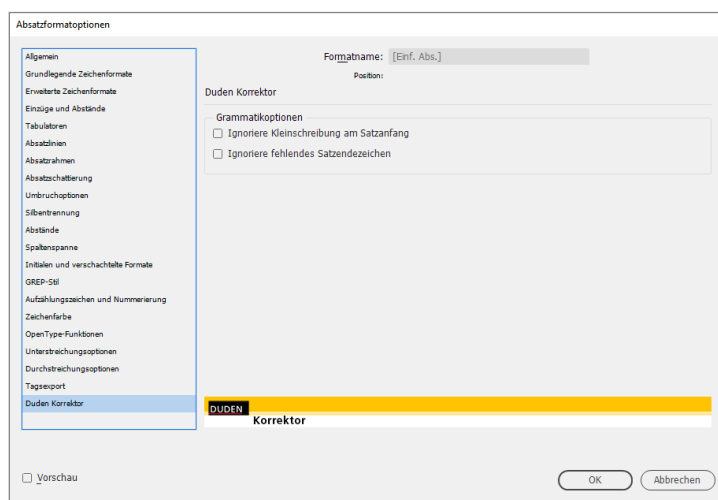 Absatzformatoptionen
Allgemein
Grundlegende Zeichenformate
Erweiterte Zeichenformate
Einzüge und Abstände
Tabulatoren
Absatzlinien
Absatzrahmen
Absatzschattierung
Umbruchoptionen
Silbentrennung
Abstände
Spaltenspanne
Initialen und verschachtelte Formate
GREP-Stil
Aufzählungszeichen und Nummerierung
Zeichenfarbe
OpenType-Funktionen
Unterstreichungsoptionen
Durchstreichungsoptionen
Tagsexport
Duden Korrektor
Formatname: [Einf. Abs.]
Position:
Duden Korrektor
Grammatikoptionen
Ignoriere Kleinschreibung am Satzanfang
Ignoriere fehlendes Satzendezeichen
DUDEN
Korrektor
Vorschau
OK
Abbrechen